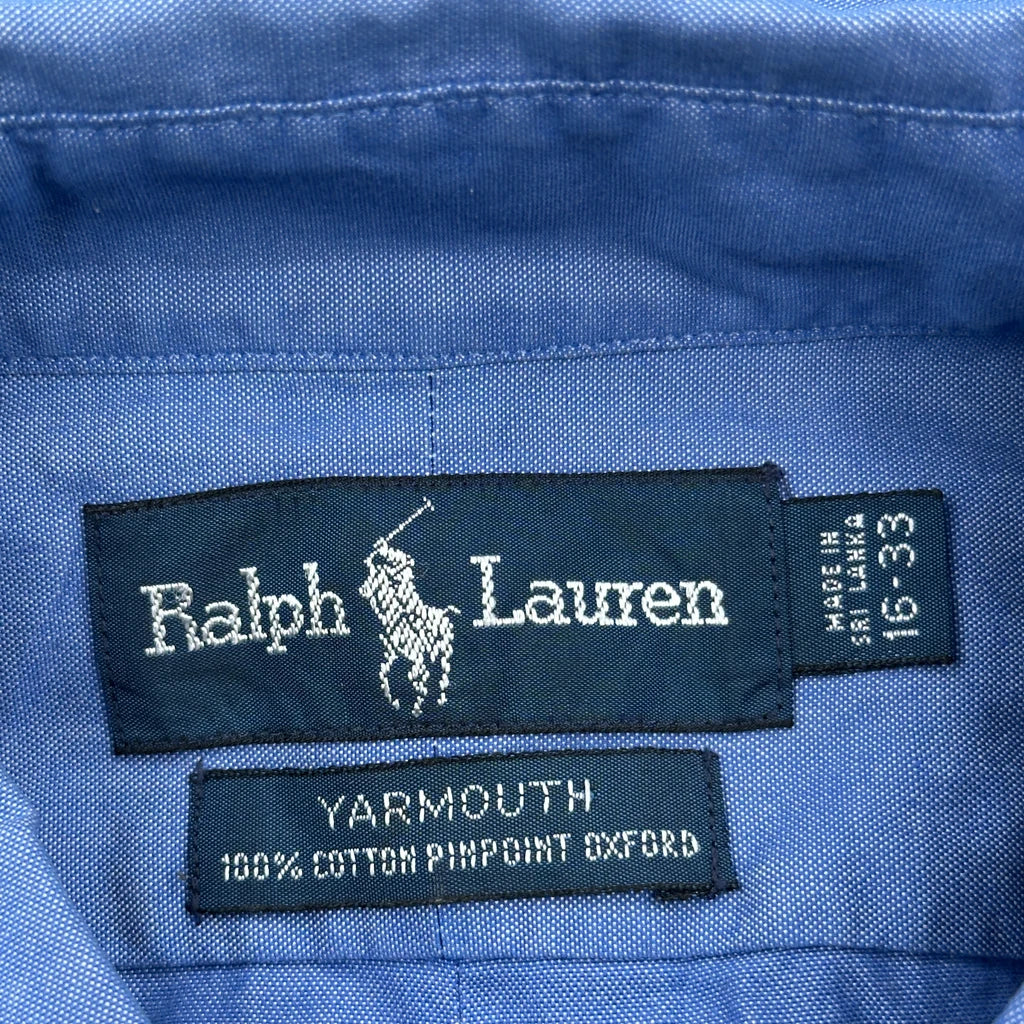 Ralph Lauren
MADE IN
SRI LANKA
16-33
YARMOUTH
100% COTTON PINPOINT OXFORD